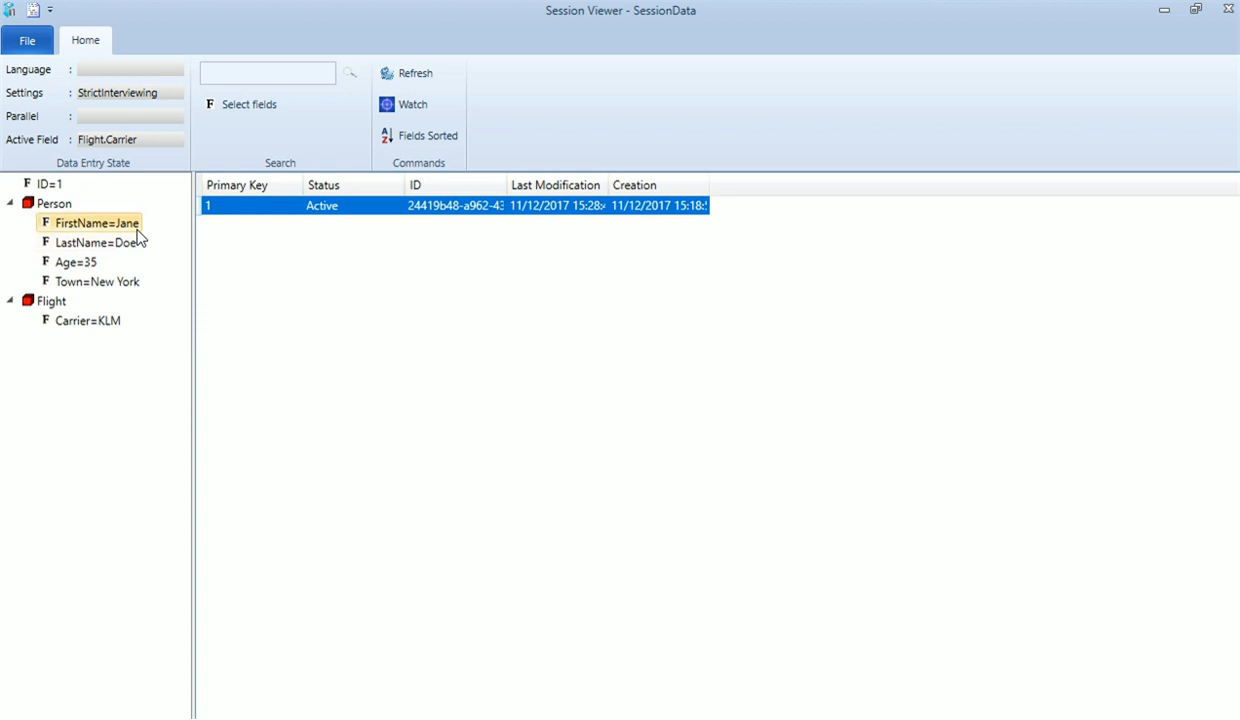 Session Viewer - SessionData
File Home
Language :
Settings : StrictInterviewing
Parallel :
Active Field : Flight.Carrier
Data Entry State
F Select fields
Search
Refresh
Watch
Fields Sorted
Commands
F ID=1
Person
F FirstName=Jane
F LastName=Doe
F Age=35
F Town=New York
Flight
F Carrier=KLM
Primary Key Status ID Last Modification Creation
1 Active 24419b48-a962-43 11/12/2017 15:28:4 11/12/2017 15:18: